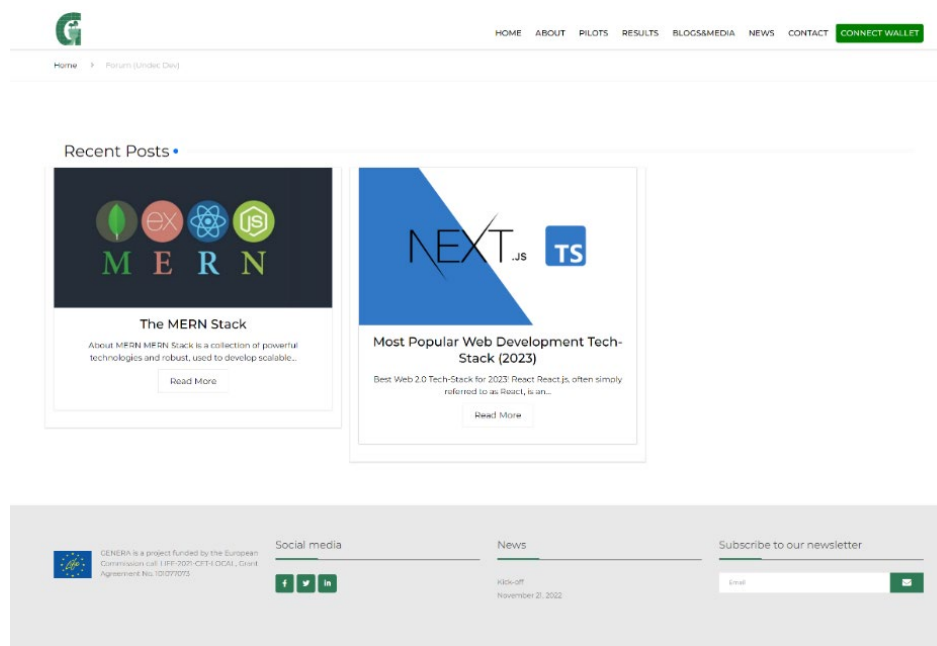 G
HOME ABOUT PILOTS RESULTS BLOGS&MEDIA NEWS CONTACT CONNECT WALLET
Home > Forum (Under Dev)
Recent Posts
ex JS
M E R N
The MERN Stack
About MERN MERN Stack is a collection of powerful
technologies and robust, used to develop scalable...
Read More
NEXT.JS TS
Most Popular Web Development Tech-
Stack (2023)
Best Web 2.0 Tech-Stack for 2023! React React.js, often simply
referred to as React, is an...
Read More
Life
GENERA is a project funded by the European
Commission call LIFE-2021-CET-LOCAL, Grant
Agreement No. 101077073
Social media
f in
News
Kick-off
November 21, 2022
Subscribe to our newsletter
Email